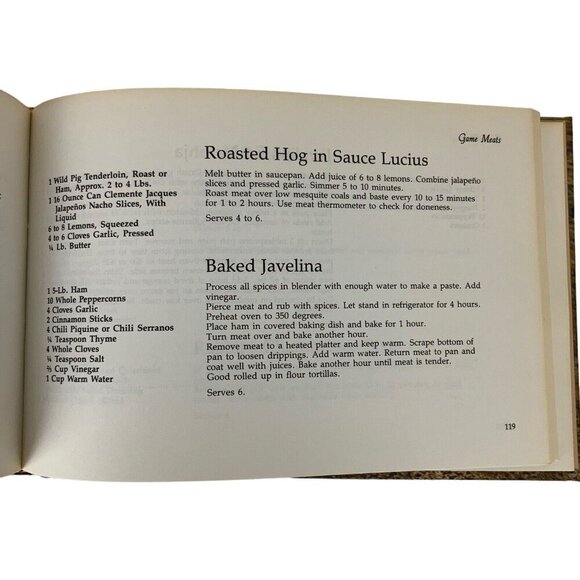 Game Meats
Roasted Hog in Sauce Lucius
1 Wild Pig Tenderloin, Roast or
Ham, Approx. 2 to 4 Lbs.
1 16 Ounce Can Clemente Jacques
Jalapeños Nacho Slices, With
Liquid
6 to 8 Lemons, Squeezed
4 to 6 Cloves Garlic, Pressed
¼ Lb. Butter
Melt butter in saucepan. Add juice of 6 to 8 lemons. Combine jalapeño
slices and pressed garlic. Simmer 5 to 10 minutes.
Roast meat over low mesquite coals and baste every 10 to 15 minutes
for 1 to 2 hours. Use meat thermometer to check for doneness.
Serves 4 to 6.
Baked Javelina
1 5-Lb. Ham
10 Whole Peppercorns
4 Cloves Garlic
2 Cinnamon Sticks
4 Chili Piquine or Chili Serranos
Teaspoon Thyme
4 Whole Cloves
Teaspoon Salt
Cup Vinegar
1 Cup Warm Water
Process all spices in blender with enough water to make a paste. Add
vinegar.
Pierce meat and rub with spices. Let stand in refrigerator for 4 hours.
Preheat oven to 350 degrees.
Place ham in covered baking dish and bake for 1 hour.
Turn meat over and bake another hour.
Remove meat to a heated platter and keep warm. Scrape bottom of
pan to loosen drippings. Add warm water. Return meat to pan and
coat well with juices. Bake another hour until meat is tender.
Good rolled up in flour tortillas.
Serves 6.
119